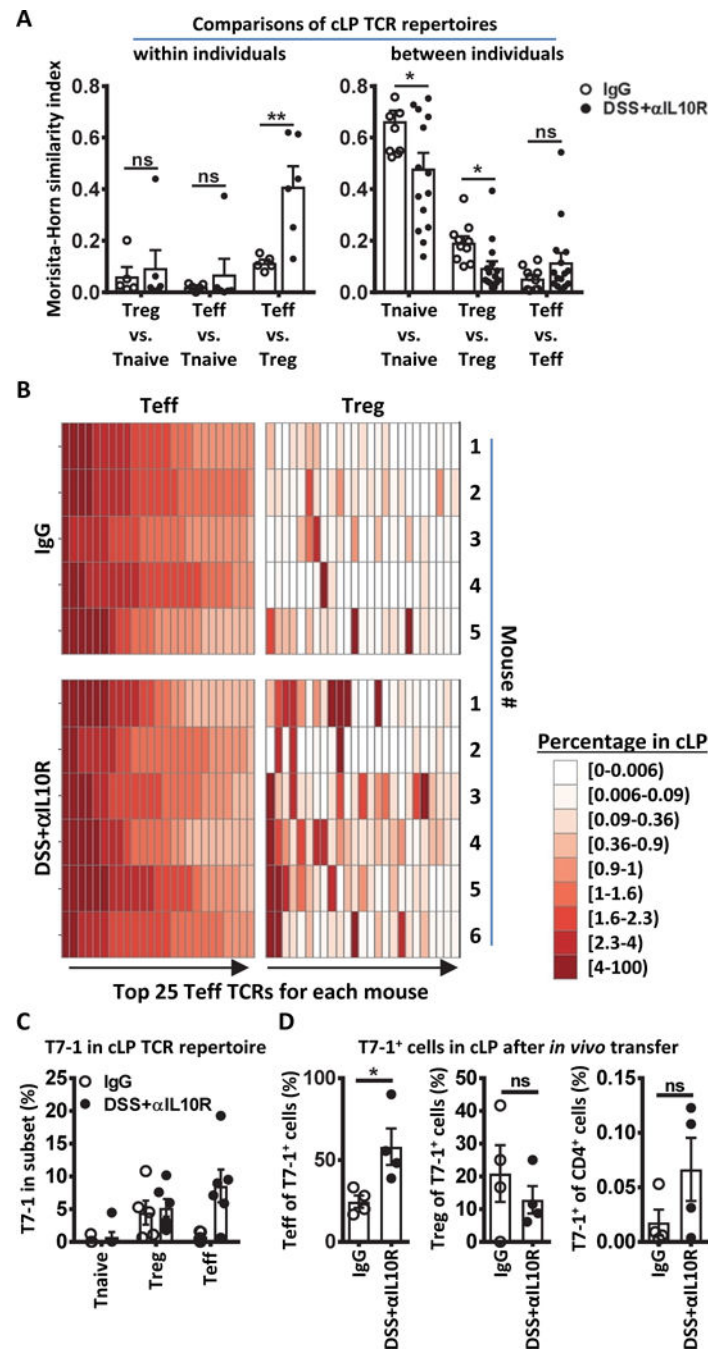 A
Comparisons of cLP TCR repertoires
within individuals
between individuals
Morisita-Horn similarity index
0.8
0.6
0.4
0.2
0.0
ns
ns
**
Treg vs. Tnaive
Teff vs. Tnaive
Teff vs. Treg
0.8
0.6
0.4
0.2
0.0
*
*
ns
Tnaive vs. Tnaive
Treg vs. Treg
Teff vs. Teff
IgG
DSS+αIL10R
B
Teff
Treg
IgG
1
2
3
4
5
DSS+αIL10R
1
2
3
4
5
6
Mouse #
Top 25 Teff TCRs for each mouse
Percentage in cLP
[0-0.006)
[0.006-0.09)
[0.09-0.36)
[0.36-0.9)
[0.9-1)
[1-1.6)
[1.6-2.3)
[2.3-4)
[4-100)
C
T7-1 in cLP TCR repertoire
T7-1 in subset (%)
25
20
15
10
5
0
IgG
DSS+αIL10R
Tnaive
Treg
Teff
D
T7-1⁺ cells in cLP after in vivo transfer
Teff of T7-1⁺ cells (%)
100
50
0
*
IgG
DSS+αIL10R
Treg of T7-1⁺ cells (%)
50
40
30
20
10
0
ns
IgG
DSS+αIL10R
T7-1⁺ of CD4⁺ cells (%)
0.15
0.10
0.05
0.00
ns
IgG
DSS+αIL10R